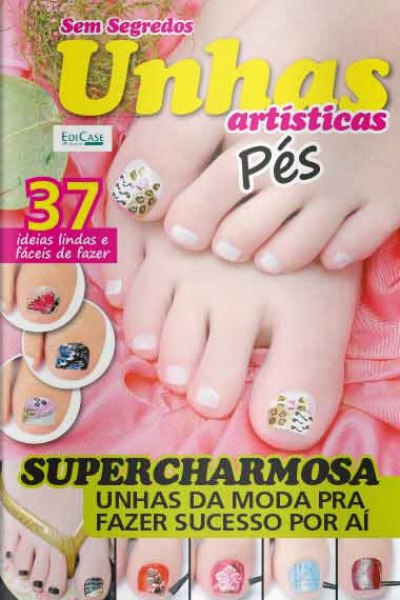 Sem Segredos
Unhas
artísticas
Pés
EDICASE
37
ideias lindas e
fáceis de fazer
SUPERCHARMOSA
UNHAS DA MODA PRA
FAZER SUCESSO POR AÍ